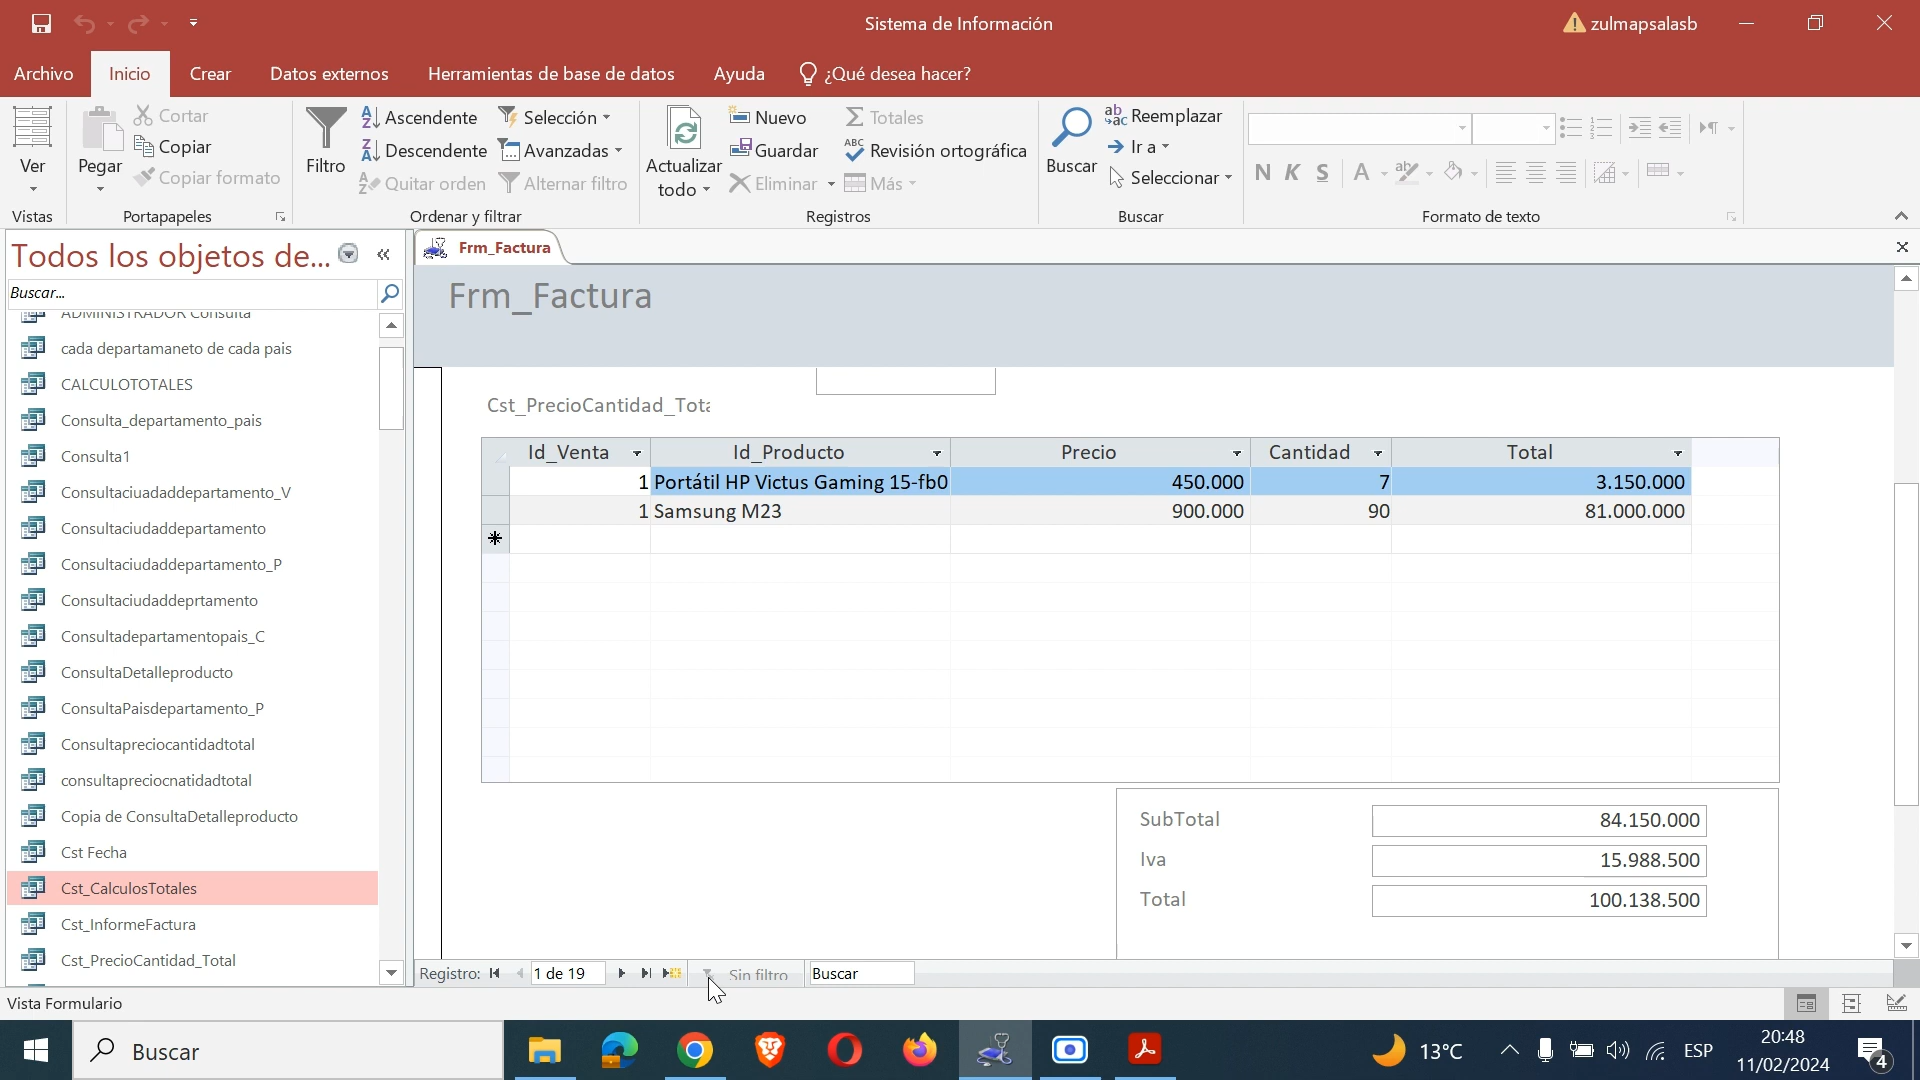 Sistema de Información
zulmapsalasb
Archivo Inicio Crear Datos externos Herramientas de base de datos Ayuda ¿Qué desea hacer?
Ver
Vistas
Pegar
Cortar
Copiar
Copiar formato
Portapapeles
Filtro
Ascendente
Descendente
Quitar orden
Selección
Avanzadas
Alternar filtro
Ordenar y filtrar
Actualizar
todo
Nuevo
Guardar
Eliminar
Totales
Revisión ortográfica
Más
Registros
Buscar
Reemplazar
Ir a
Seleccionar
Buscar
N K S
Formato de texto
Todos los objetos de...
Buscar...
ADMINISTRADOR Consulta
cada departamaneto de cada pais
CALCULOTOTALES
Consulta_departamento_pais
Consulta1
Consultaciuadaddepartamento_V
Consultaciudaddepartamento
Consultaciudaddepartamento_P
Consultaciudaddeprtamento
Consultadepartamentopais_C
ConsultaDetalleproducto
ConsultaPaisdepartamento_P
Consultapreciocantidadtotal
consultapreciocnatidadtotal
Copia de ConsultaDetalleproducto
Cst Fecha
Cst_CalculosTotales
Cst_InformeFactura
Cst_PrecioCantidad_Total
Frm_Factura
Frm_Factura
Cst_PrecioCantidad_Tota
Id_Venta Id_Producto Precio Cantidad Total
1 Portátil HP Victus Gaming 15-fb0 450.000 7 3.150.000
1 Samsung M23 900.000 90 81.000.000
SubTotal 84.150.000
Iva 15.988.500
Total 100.138.500
Registro: 1 de 19 Sin filtro Buscar
Vista Formulario
Buscar
13°C
ESP
20:48
11/02/2024
4